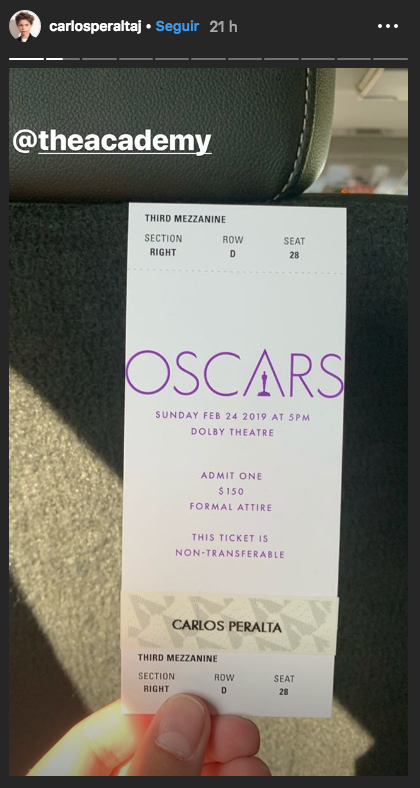 carlosperaltaj • Seguir 21 h
@theacademy
THIRD MEZZANINE
SECTION ROW SEAT
RIGHT D 28
OSCARS
SUNDAY FEB 24 2019 AT 5PM
DOLBY THEATRE
ADMIT ONE
$150
FORMAL ATTIRE
THIS TICKET IS
NON-TRANSFERABLE
CARLOS PERALTA
THIRD MEZZANINE
SECTION ROW SEAT
RIGHT D 28